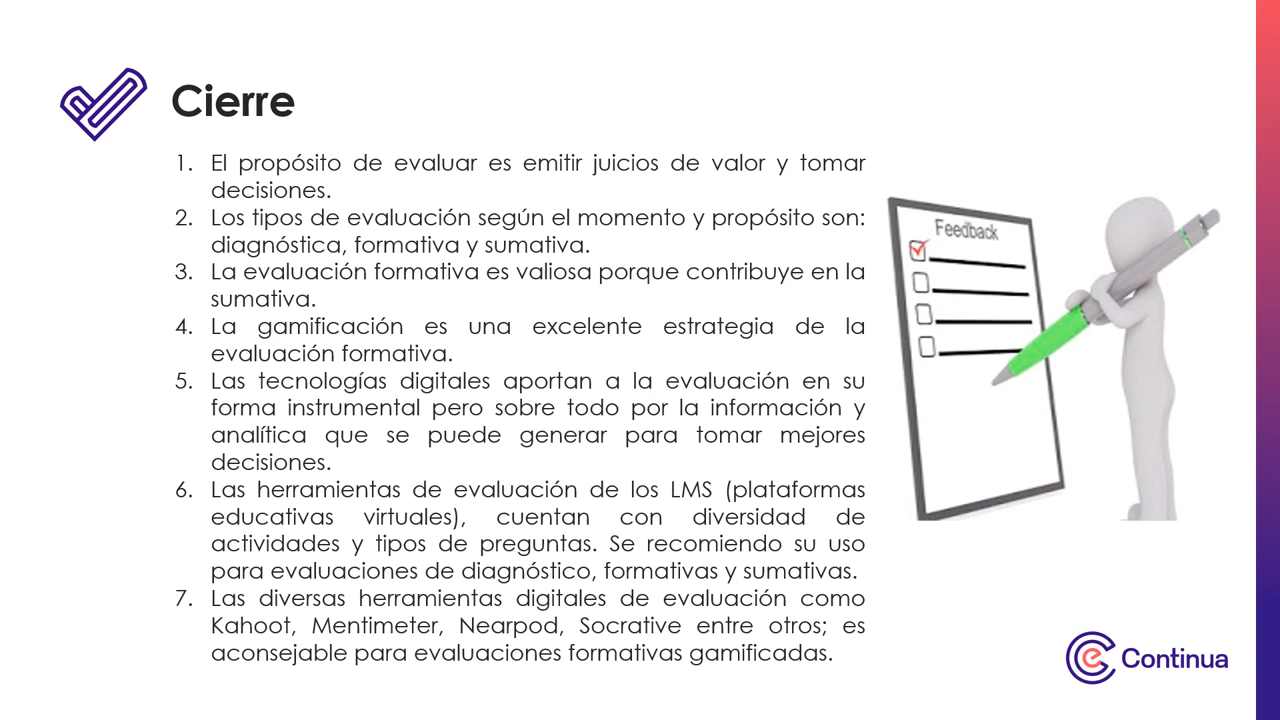 Cierre
1. El propósito de evaluar es emitir juicios de valor y tomar
decisiones.
2. Los tipos de evaluación según el momento y propósito son:
diagnóstica, formativa y sumativa.
3. La evaluación formativa es valiosa porque contribuye en la
sumativa.
4. La gamificación es una excelente estrategia de la
evaluación formativa.
5. Las tecnologías digitales aportan a la evaluación en su
forma instrumental pero sobre todo por la información y
analítica que se puede generar para tomar mejores
decisiones.
6. Las herramientas de evaluación de los LMS (plataformas
educativas virtuales), cuentan con diversidad de
actividades y tipos de preguntas. Se recomiendo su uso
para evaluaciones de diagnóstico, formativas y sumativas.
7. Las diversas herramientas digitales de evaluación como
Kahoot, Mentimeter, Nearpod, Socrative entre otros; es
aconsejable para evaluaciones formativas gamificadas.
Feedback
Continua